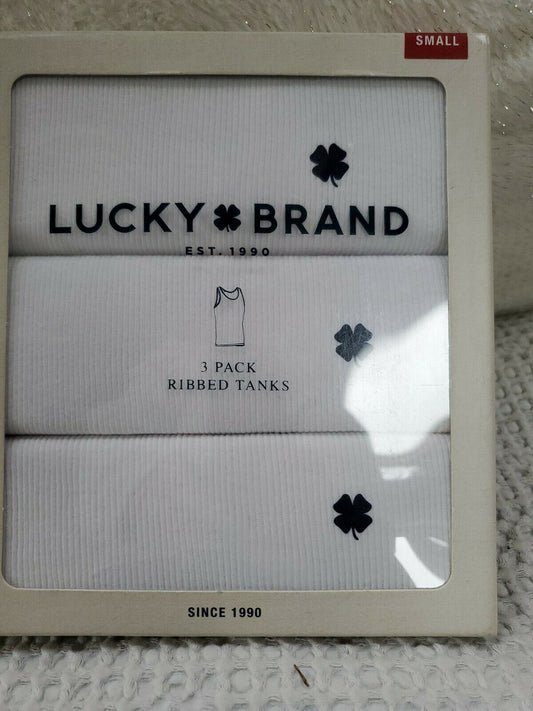 SMALL
LUCKY BRAND
EST. 1990
3 PACK
RIBBED TANKS
SINCE 1990